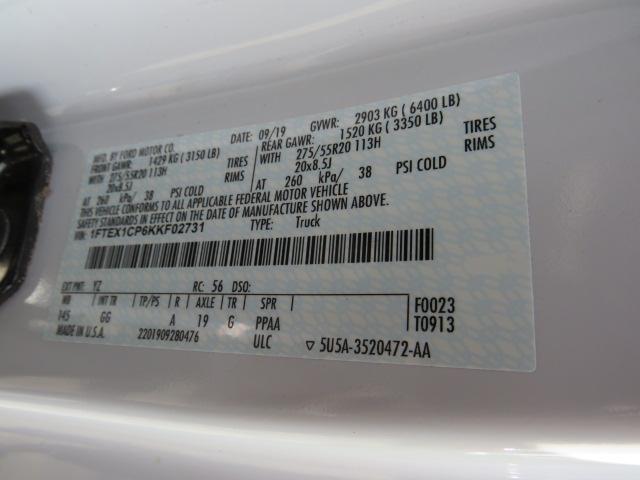 MFD. BY FORD MOTOR CO. DATE: 09/19 GVWR: 2903 KG ( 6400 LB)
FRONT GAWR: 1429 KG ( 3150 LB) REAR GAWR: 1520 KG ( 3350 LB)
WITH 275/55R20 113H TIRES WITH 275/55R20 113H TIRES
20x8.5J RIMS 20x8.5J RIMS
AT 260 kPa/ 38 PSI COLD AT 260 kPa/ 38 PSI COLD
THIS VEHICLE CONFORMS TO ALL APPLICABLE FEDERAL MOTOR VEHICLE
SAFETY STANDARDS IN EFFECT ON THE DATE OF MANUFACTURE SHOWN ABOVE.
VIN: 1FTEX1CP6KKF02731 TYPE: Truck
EXT PNT: YZ RC: 56 DSO:
WB INT TR TP/PS R AXLE TR SPR F0023
145 GG A 19 G PPAA T0913
MADE IN U.S.A. 2201909280476 ULC ▽ 5U5A-3520472-AA